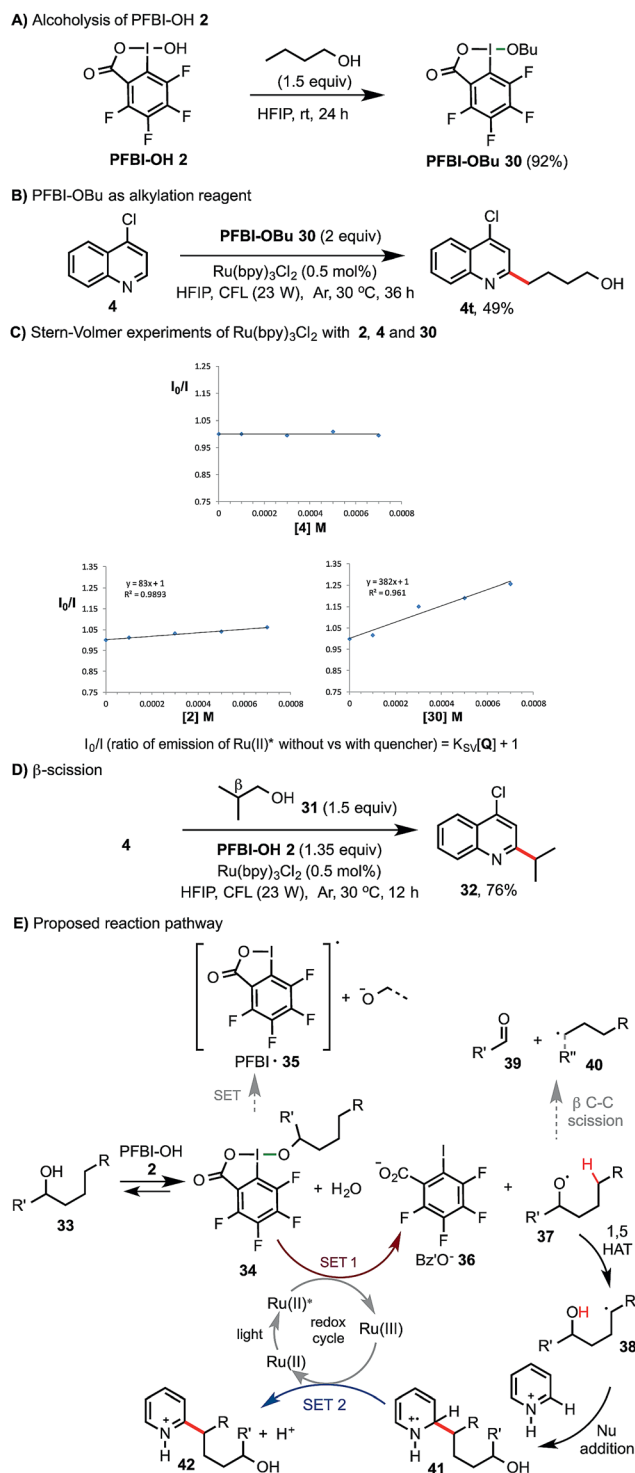 A) Alcoholysis of PFBI-OH 2
O I OH
O
F
F
F
F
PFBI-OH 2
OH
(1.5 equiv)
HFIP, rt, 24 h
O I OBu
O
F
F
F
F
PFBI-OBu 30 (92%)
B) PFBI-OBu as alkylation reagent
Cl
N
4
PFBI-OBu 30 (2 equiv)
Ru(bpy)3Cl2 (0.5 mol%)
HFIP, CFL (23 W), Ar, 30 ºC, 36 h
Cl
N
OH
4t, 49%
C) Stern-Volmer experiments of Ru(bpy)3Cl2 with 2, 4 and 30
I0/I
1.25
1.15
1.05
0.95
0.85
0.75
0 0.0002 0.0004 0.0006 0.0008
[4] M
I0/I
1.35
1.25
1.15
1.05
0.95
0.85
0.75
y = 83x + 1
R² = 0.9893
0 0.0002 0.0004 0.0006 0.0008
[2] M
1.35
1.25
1.15
1.05
0.95
0.85
0.75
y = 382x + 1
R² = 0.961
0 0.0002 0.0004 0.0006 0.0008
[30] M
I0/I (ratio of emission of Ru(II)* without vs with quencher) = KSV[Q] + 1
D) β-scission
4
β
OH
31 (1.5 equiv)
PFBI-OH 2 (1.35 equiv)
Ru(bpy)3Cl2 (0.5 mol%)
HFIP, CFL (23 W), Ar, 30 ºC, 12 h
Cl
N
32, 76%
E) Proposed reaction pathway
O I
O
F
F
F
F
PFBI· 35
+ -O
O
R'
39
+
R
R''
40
SET
β C-C
scission
OH
R
R'
33
PFBI-OH
2
R'
R
O I O
O
F
F
F
F
34
+ H2O
-O2C
I
F
F
F
F
Bz'O- 36
+
H
R
O·
R'
37
1,5
HAT
SET 1
Ru(II)*
light
redox
cycle
Ru(III)
Ru(II)
SET 2
OH
R
R'
38
N
+
H
H
Nu
addition
N
+
H
R
R'
OH
42
+ H+
N
+·
H
H
R
R'
OH
41